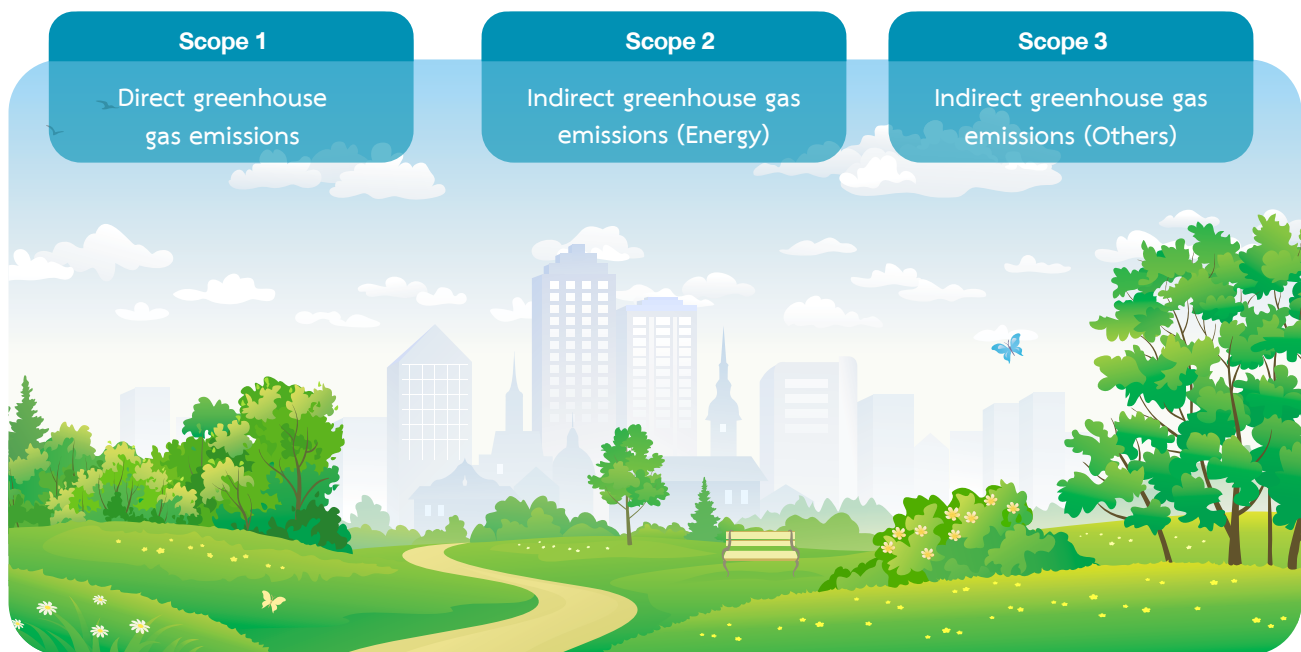 Scope 1
Direct greenhouse
gas emissions
Scope 2
Indirect greenhouse gas
emissions (Energy)
Scope 3
Indirect greenhouse gas
emissions (Others)